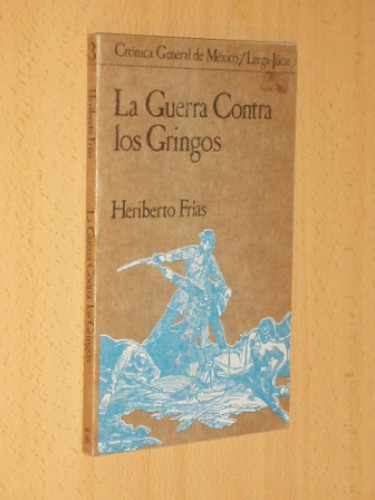 Crónica General de México/Leega-Júcar
La Guerra Contra
los Gringos
Heriberto Frías
3
Heriberto Frías
La Guerra Contra los Gringos